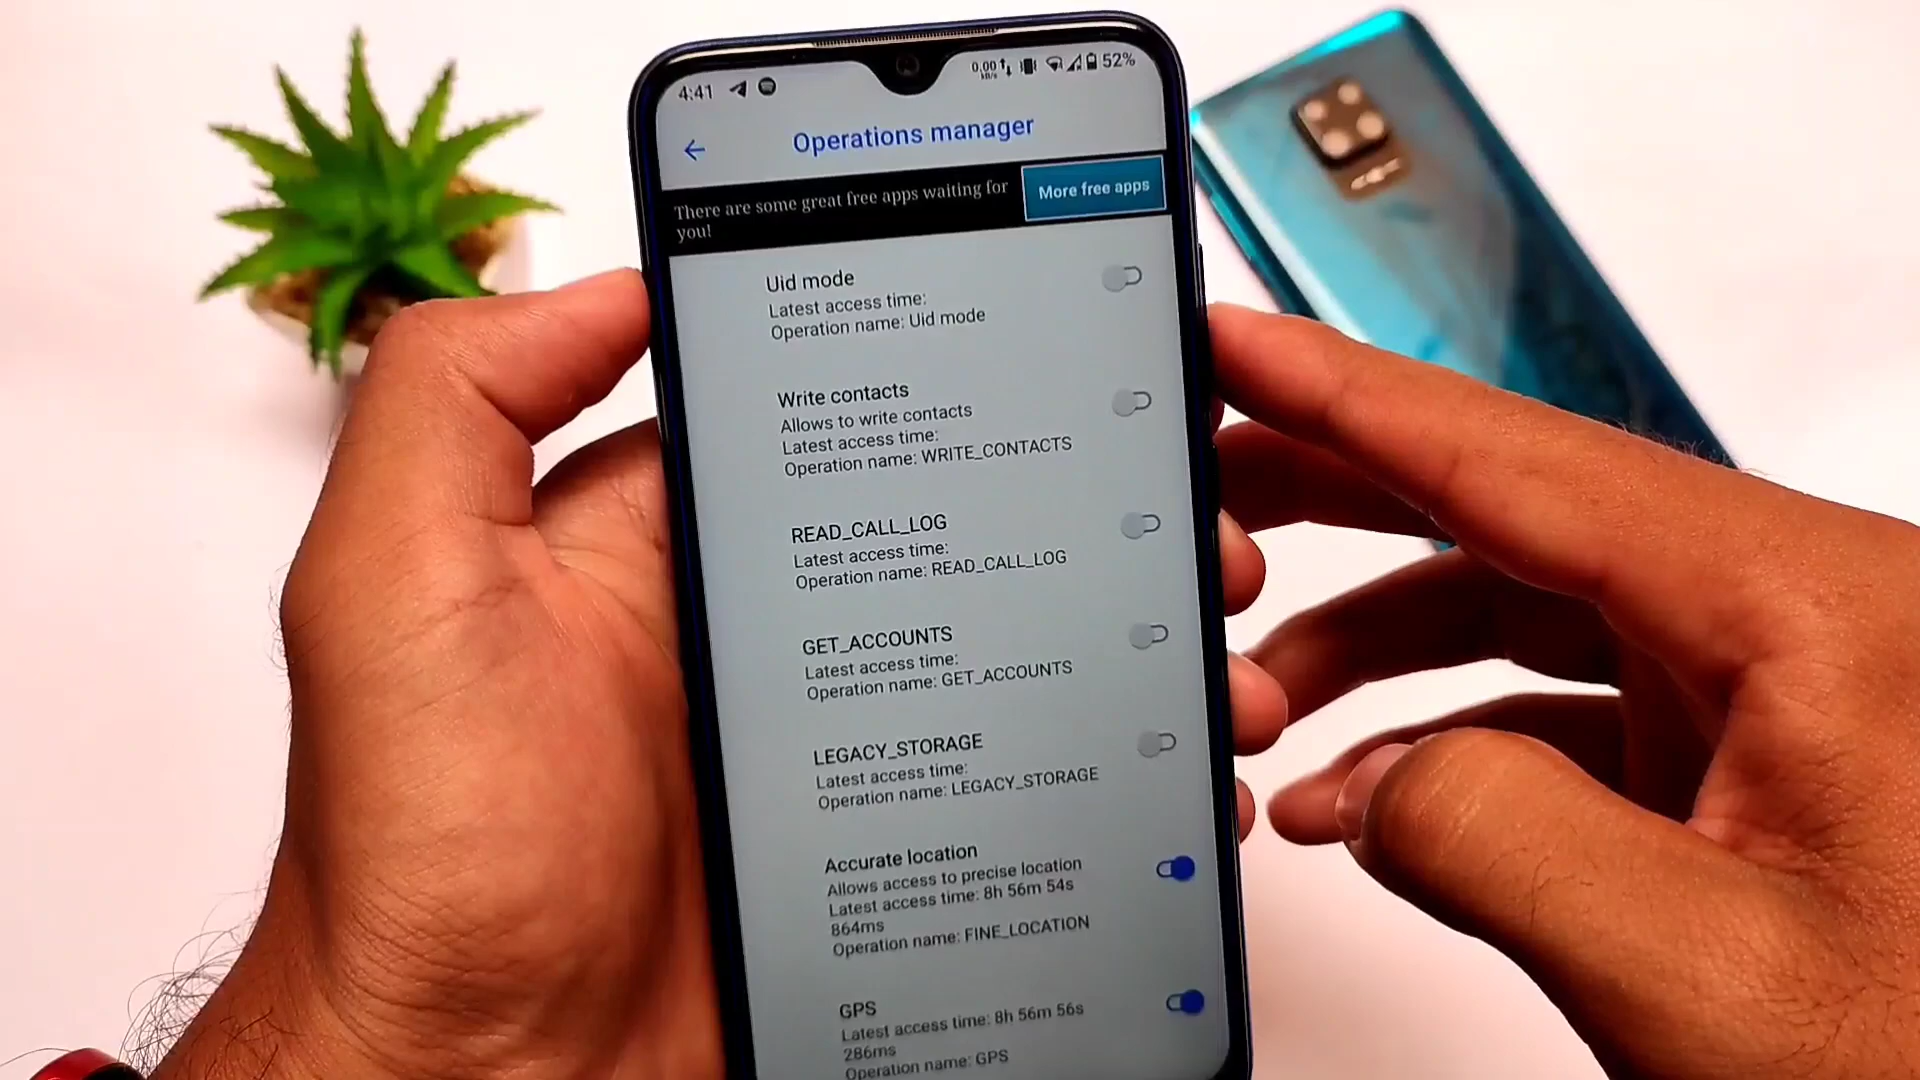 4:41
0,00 kB/s
52%
Operations manager
There are some great free apps waiting for
you!
More free apps
Uid mode
Latest access time:
Operation name: Uid mode
Write contacts
Allows to write contacts
Latest access time:
Operation name: WRITE_CONTACTS
READ_CALL_LOG
Latest access time:
Operation name: READ_CALL_LOG
GET_ACCOUNTS
Latest access time:
Operation name: GET_ACCOUNTS
LEGACY_STORAGE
Latest access time:
Operation name: LEGACY_STORAGE
Accurate location
Allows access to precise location
Latest access time: 8h 56m 54s
864ms
Operation name: FINE_LOCATION
GPS
Latest access time: 8h 56m 56s
286ms
Operation name: GPS